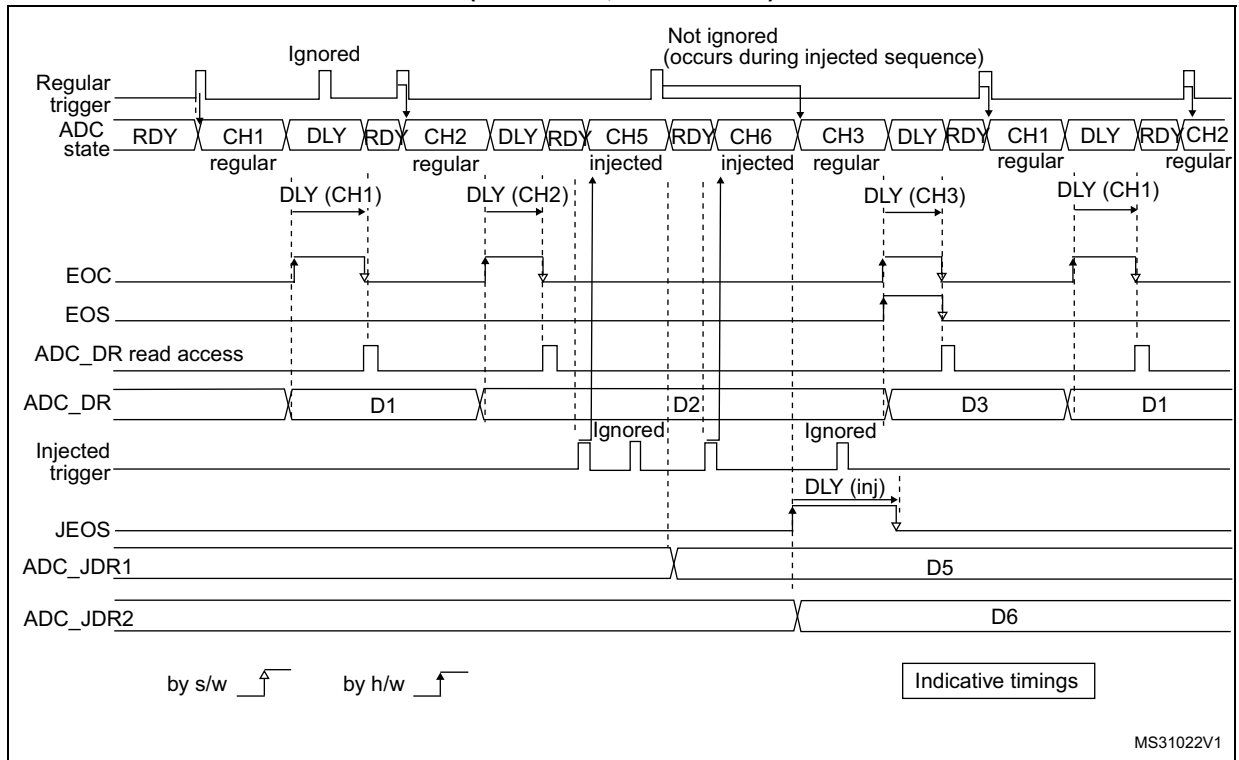 Ignored
Not ignored
(occurs during injected sequence)
Regular
trigger
ADC
state
RDY CH1 DLY RDY CH2 DLY RDY CH5 RDY CH6 CH3 DLY RDY CH1 DLY RDY CH2
regular regular injected injected regular regular regular
DLY (CH1) DLY (CH2) DLY (CH3) DLY (CH1)
EOC
EOS
ADC_DR read access
ADC_DR D1 D2 D3 D1
Ignored Ignored
Injected
trigger
DLY (inj)
JEOS
ADC_JDR1 D5
ADC_JDR2 D6
by s/w by h/w Indicative timings
MS31022V1